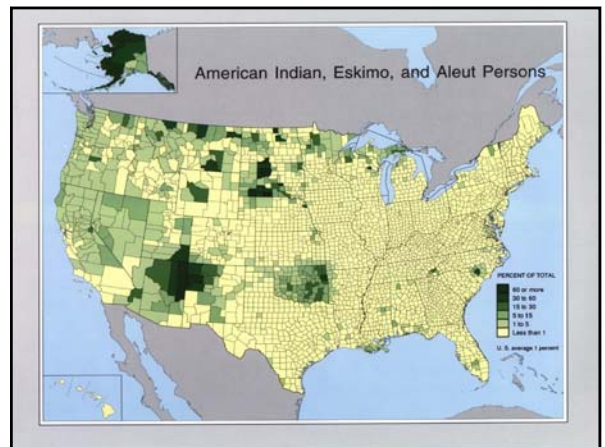 American Indian, Eskimo, and Aleut Persons
PERCENT OF TOTAL
60 or more
30 to 60
15 to 30
5 to 15
1 to 5
Less than 1
U. S. average 1 percent